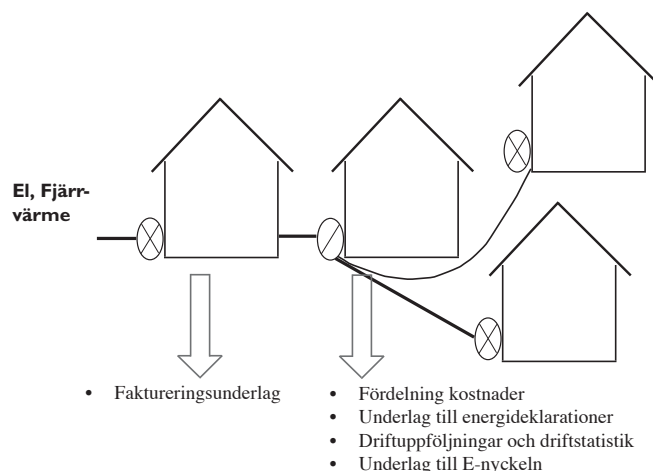 El, Fjärr-
värme
• Faktureringsunderlag
• Fördelning kostnader
• Underlag till energideklarationer
• Driftuppföljningar och driftstatistik
• Underlag till E-nyckeln